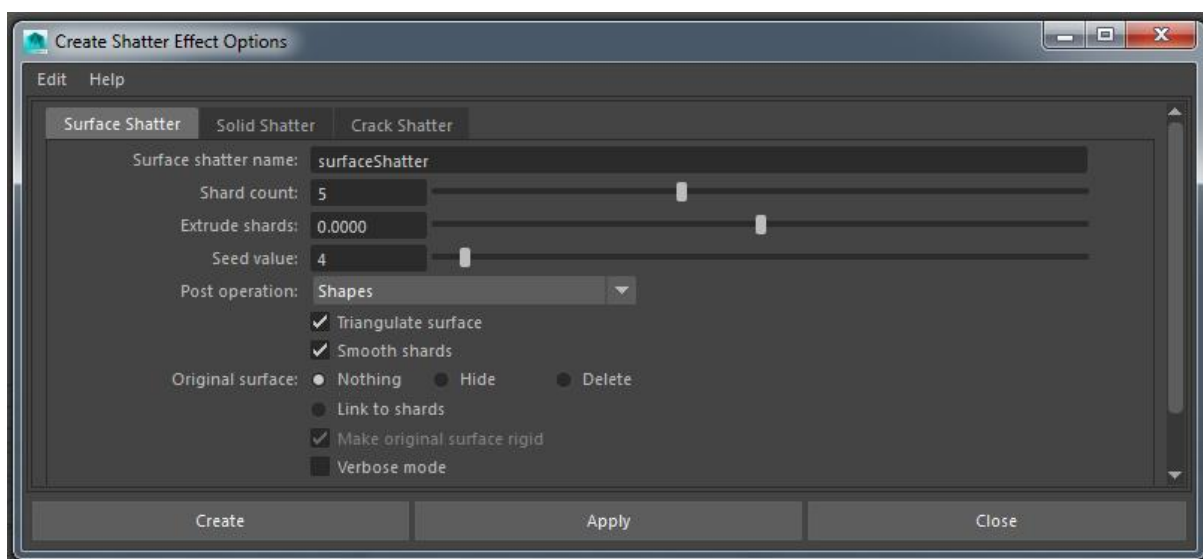 Create Shatter Effect Options
Edit Help
Surface Shatter Solid Shatter Crack Shatter
Surface shatter name: surfaceShatter
Shard count: 5
Extrude shards: 0.0000
Seed value: 4
Post operation: Shapes
Triangulate surface
Smooth shards
Original surface: Nothing Hide Delete
Link to shards
Make original surface rigid
Verbose mode
Create Apply Close